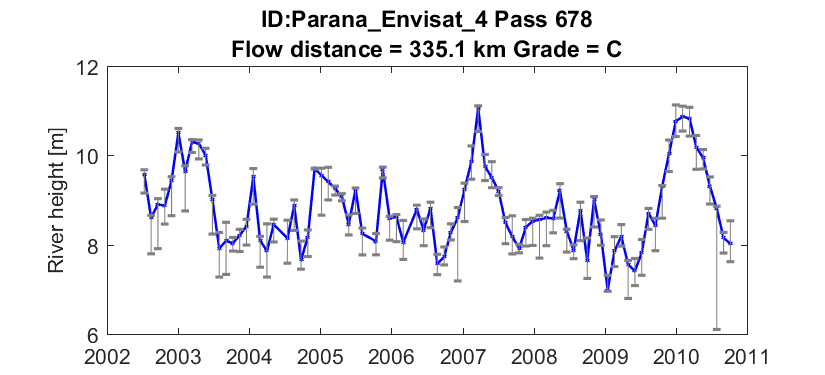 ID:Parana_Envisat_4 Pass 678
Flow distance = 335.1 km Grade = C
12
10
8
6
River height [m]
2002 2003 2004 2005 2006 2007 2008 2009 2010 2011